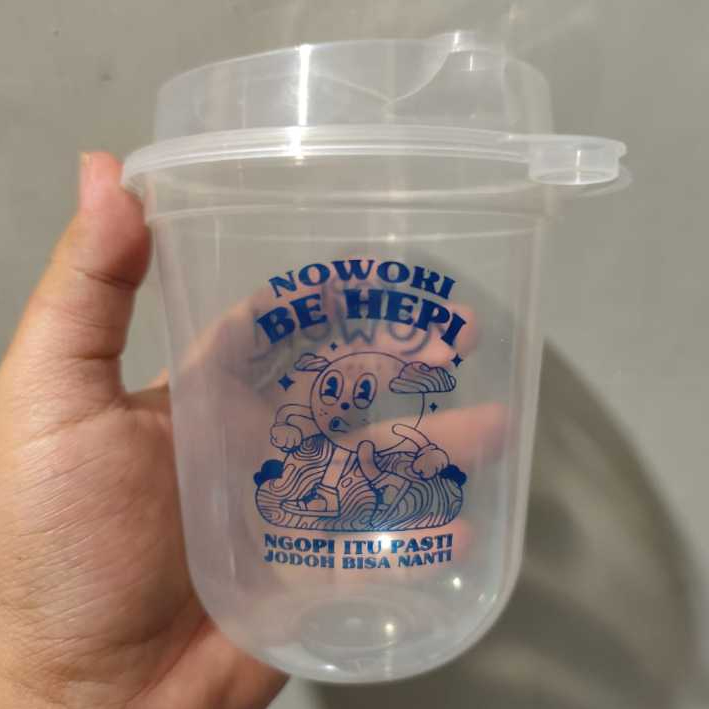 NOWORI
BE HEPI
NGOPI ITU PASTI
JODOH BISA NANTI